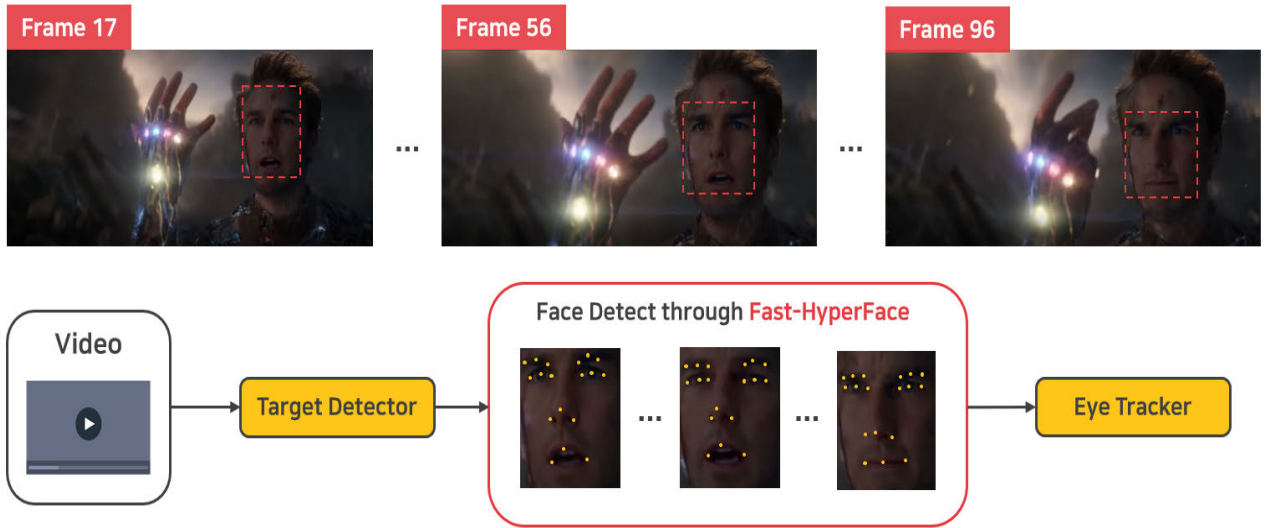 Frame 17
Frame 56
Frame 96
...
...
Face Detect through Fast-HyperFace
Video
Target Detector
...
...
Eye Tracker